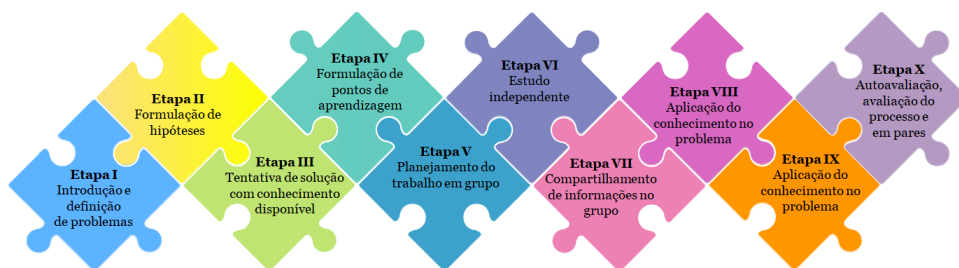 Etapa I
Introdução e
definição
de problemas
Etapa II
Formulação de
hipóteses
Etapa III
Tentativa de solução
com conhecimento
disponível
Etapa IV
Formulação de
pontos de
aprendizagem
Etapa V
Planejamento do
trabalho em grupo
Etapa VI
Estudo
independente
Etapa VII
Compartilhamento
de informações no
grupo
Etapa VIII
Aplicação do
conhecimento no
problema
Etapa IX
Aplicação do
conhecimento no
problema
Etapa X
Autoavaliação,
avaliação do
processo e
em pares